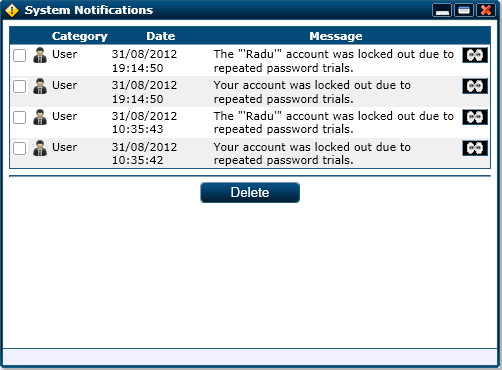 System Notifications
Category Date Message
User 31/08/2012 The "'Radu'" account was locked out due to
19:14:50 repeated password trials.
User 31/08/2012 Your account was locked out due to
19:14:50 repeated password trials.
User 31/08/2012 The "'Radu'" account was locked out due to
10:35:43 repeated password trials.
User 31/08/2012 Your account was locked out due to
10:35:42 repeated password trials.
Delete